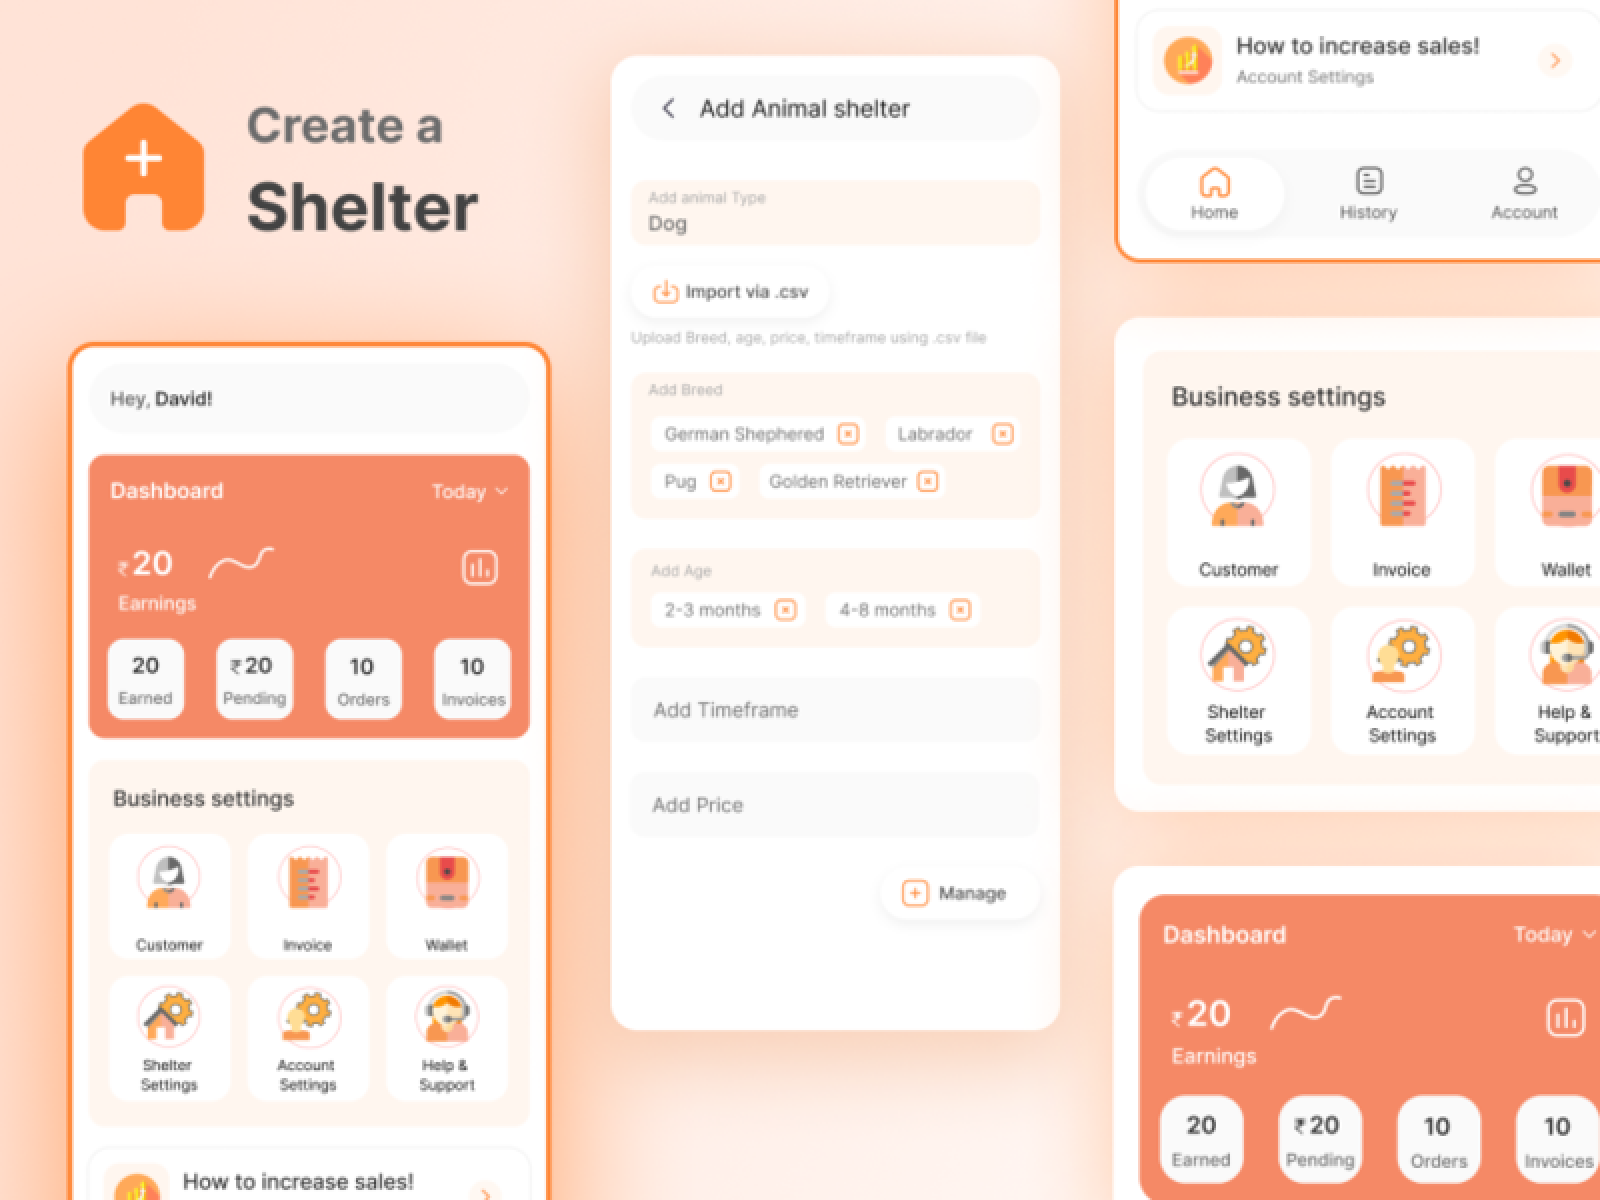 Create a
Shelter
Hey, David!
Dashboard
Today
₹20
Earnings
20
Earned
₹20
Pending
10
Orders
10
Invoices
Business settings
Customer
Invoice
Wallet
Shelter
Settings
Account
Settings
Help &
Support
How to increase sales!
Add Animal shelter
Add animal Type
Dog
Import via .csv
Upload Breed, age, price, timeframe using .csv file
Add Breed
German Shephered
Labrador
Pug
Golden Retriever
Add Age
2-3 months
4-8 months
Add Timeframe
Add Price
Manage
How to increase sales!
Account Settings
Home
History
Account
Business settings
Customer
Invoice
Wallet
Shelter
Settings
Account
Settings
Help &
Support
Dashboard
Today
₹20
Earnings
20
Earned
₹20
Pending
10
Orders
10
Invoices